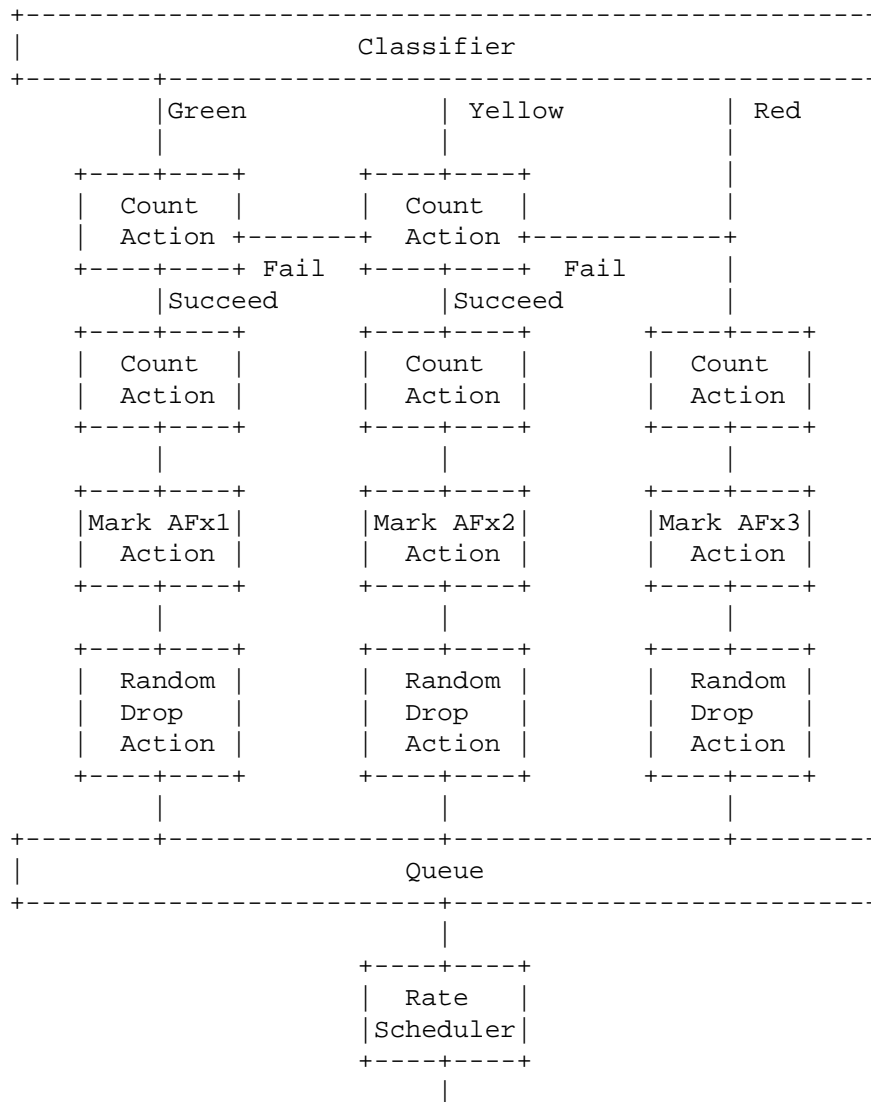 Classifier
Green Yellow Red
Count Count
Action Action
Fail Fail
Succeed Succeed
Count Count Count
Action Action Action
Mark AFx1 Mark AFx2 Mark AFx3
Action Action Action
Random Random Random
Drop Drop Drop
Action Action Action
Queue
Rate
Scheduler